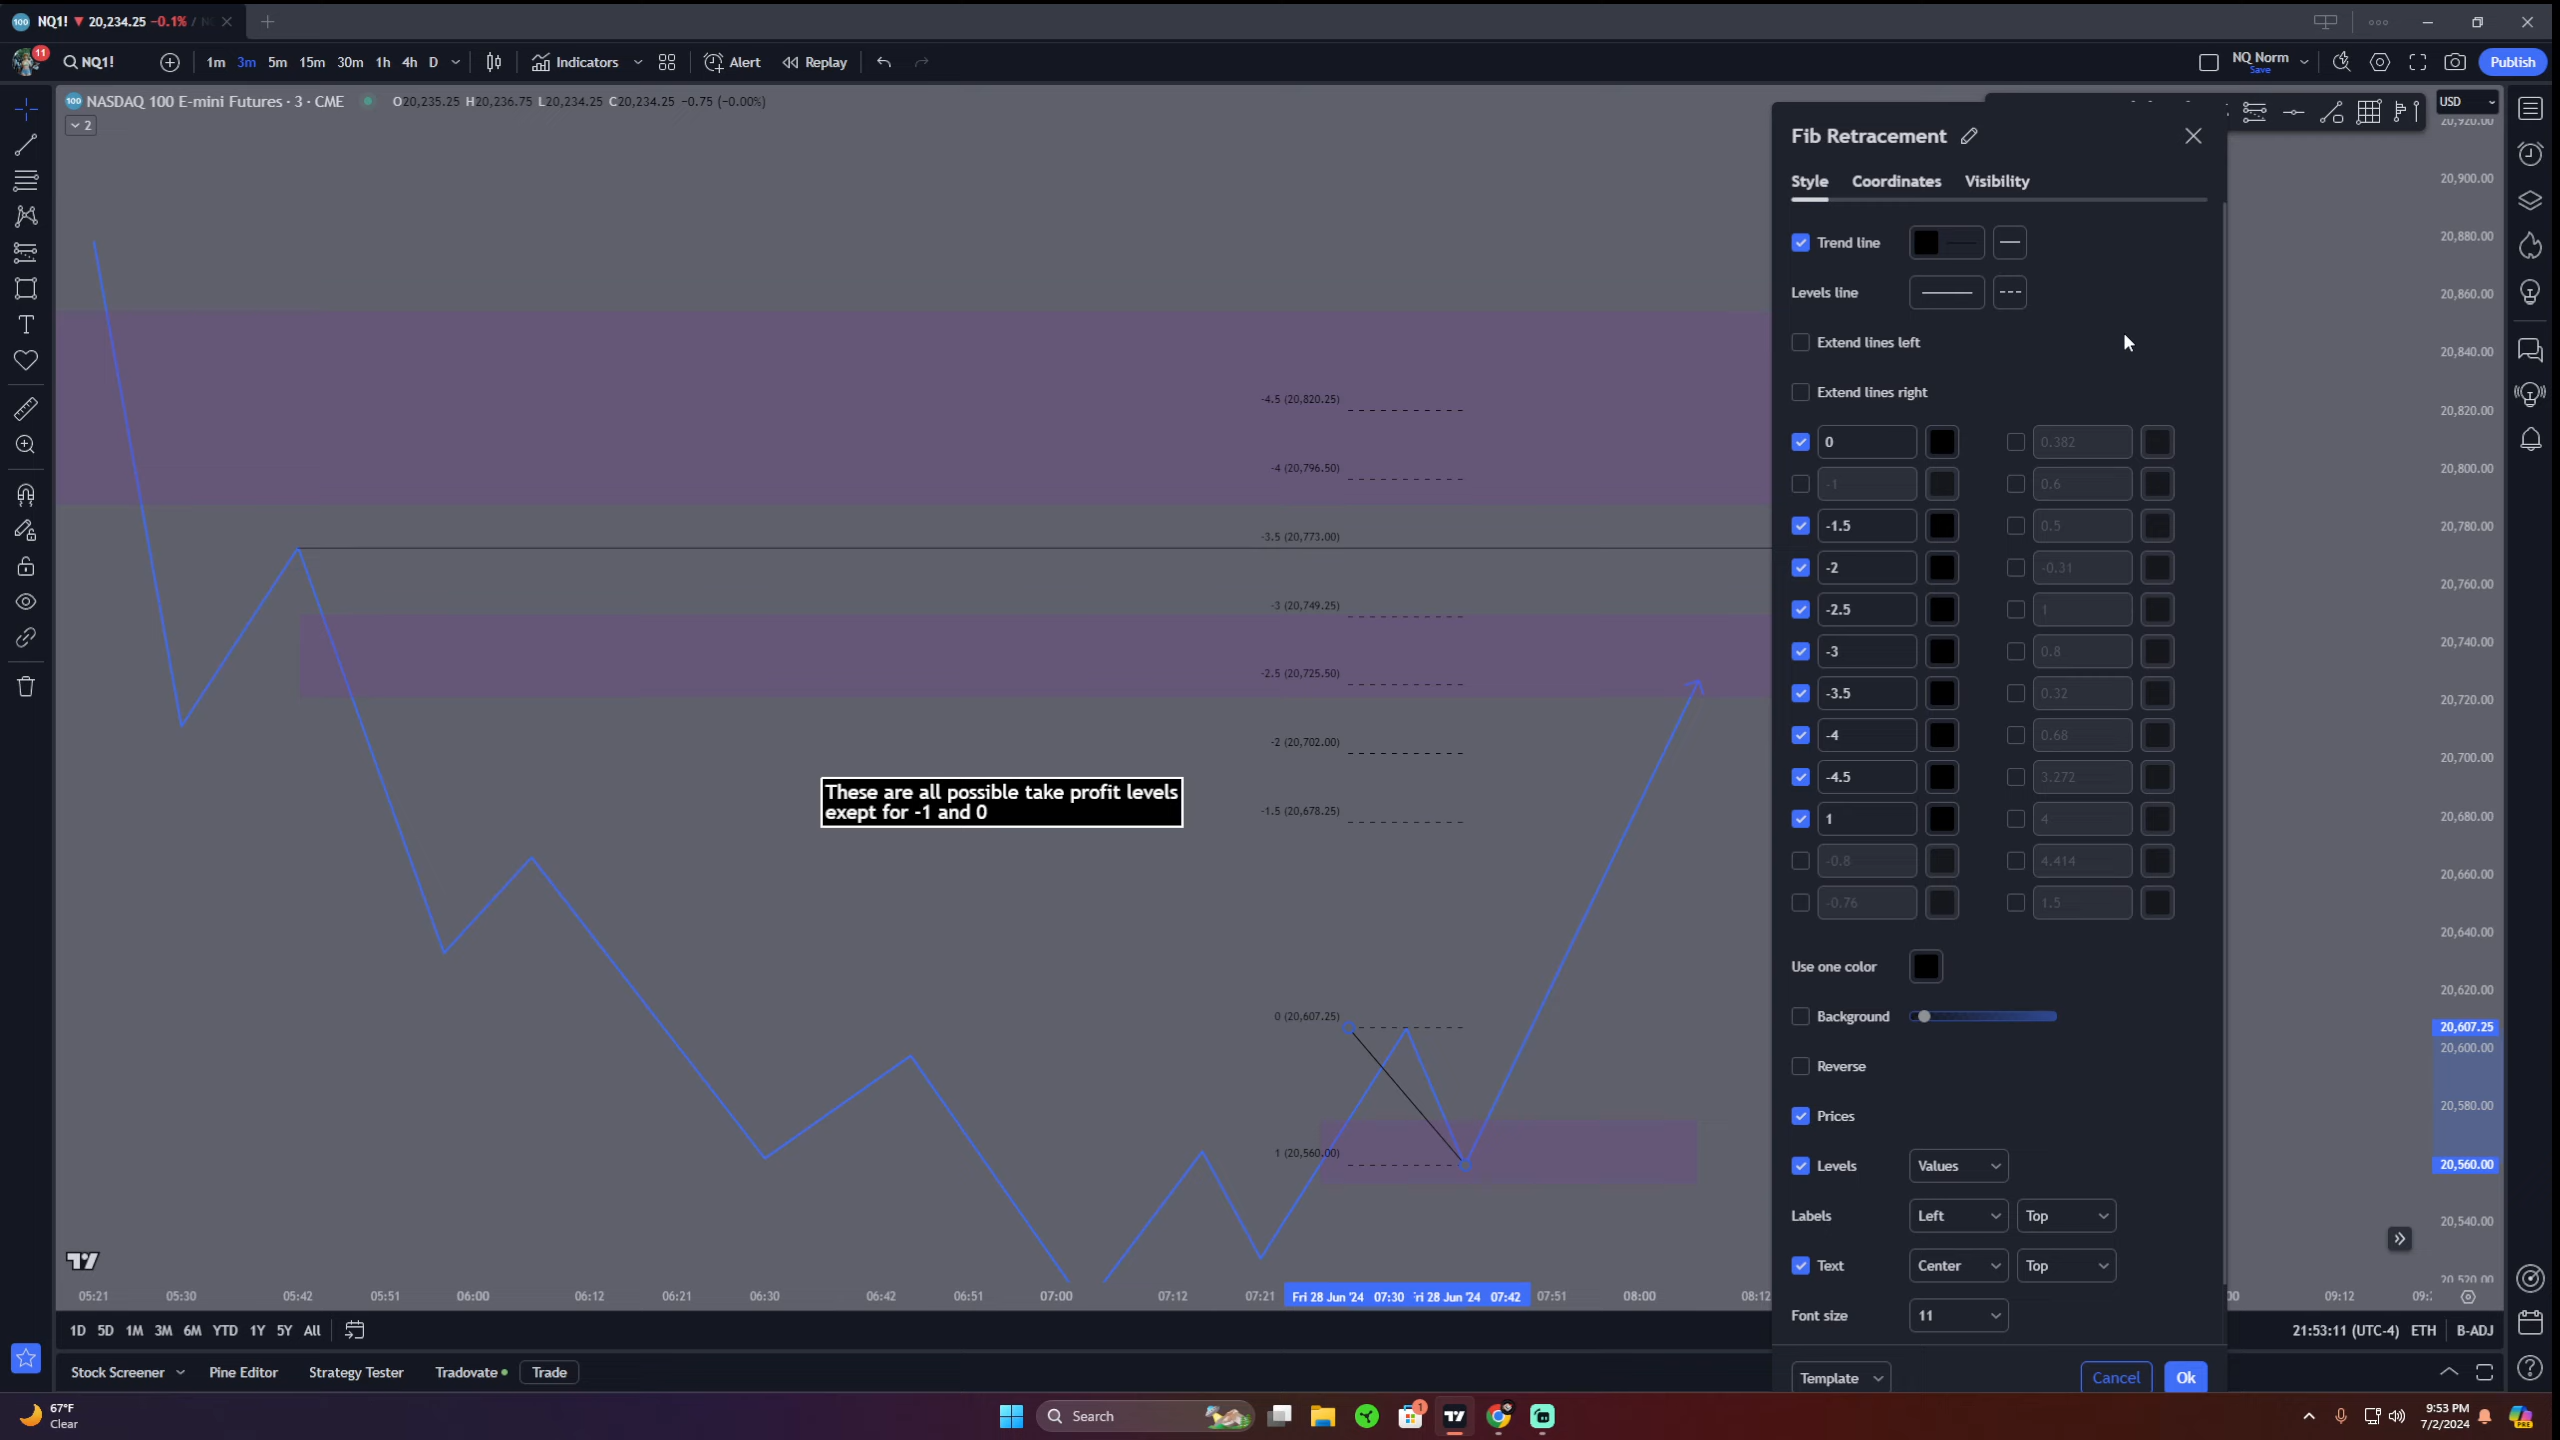 NQ1! ▼ 20,234.25 −0.1% /
11
NQ1!
1m 3m 5m 15m 30m 1h 4h D
Indicators
Alert
Replay
NQ Norm
Save
Publish
NASDAQ 100 E-mini Futures · 3 · CME
O20,235.25 H20,236.75 L20,234.25 C20,234.25 −0.75 (−0.00%)
2
USD
20,920.00
20,900.00
20,880.00
20,860.00
20,840.00
20,820.00
20,800.00
20,780.00
20,760.00
20,740.00
20,720.00
20,700.00
20,680.00
20,660.00
20,640.00
20,620.00
20,607.25
20,600.00
20,580.00
20,560.00
20,540.00
20,520.00
-4.5 (20,820.25)
-4 (20,796.50)
-3.5 (20,773.00)
-3 (20,749.25)
-2.5 (20,725.50)
-2 (20,702.00)
-1.5 (20,678.25)
0 (20,607.25)
1 (20,560.00)
These are all possible take profit levels
exept for -1 and 0
Fib Retracement
Style Coordinates Visibility
Trend line
Levels line
Extend lines left
Extend lines right
0 0.382
-1 0.6
-1.5 0.5
-2 -0.31
-2.5 1
-3 0.8
-3.5 0.32
-4 0.68
-4.5 3.272
1 4
-0.8 4.414
-0.76 1.5
Use one color
Background
Reverse
Prices
Levels Values
Labels Left Top
Text Center Top
Font size 11
Template Cancel Ok
05:21 05:30 05:42 05:51 06:00 06:12 06:21 06:30 06:42 06:51 07:00 07:12 07:21 Fri 28 Jun '24 07:30 ri 28 Jun '24 07:42 07:51 08:00 08:12 09:12
1D 5D 1M 3M 6M YTD 1Y 5Y All
21:53:11 (UTC-4) ETH B-ADJ
Stock Screener Pine Editor Strategy Tester Tradovate Trade
67°F
Clear
Search
1
9:53 PM
7/2/2024
PRE